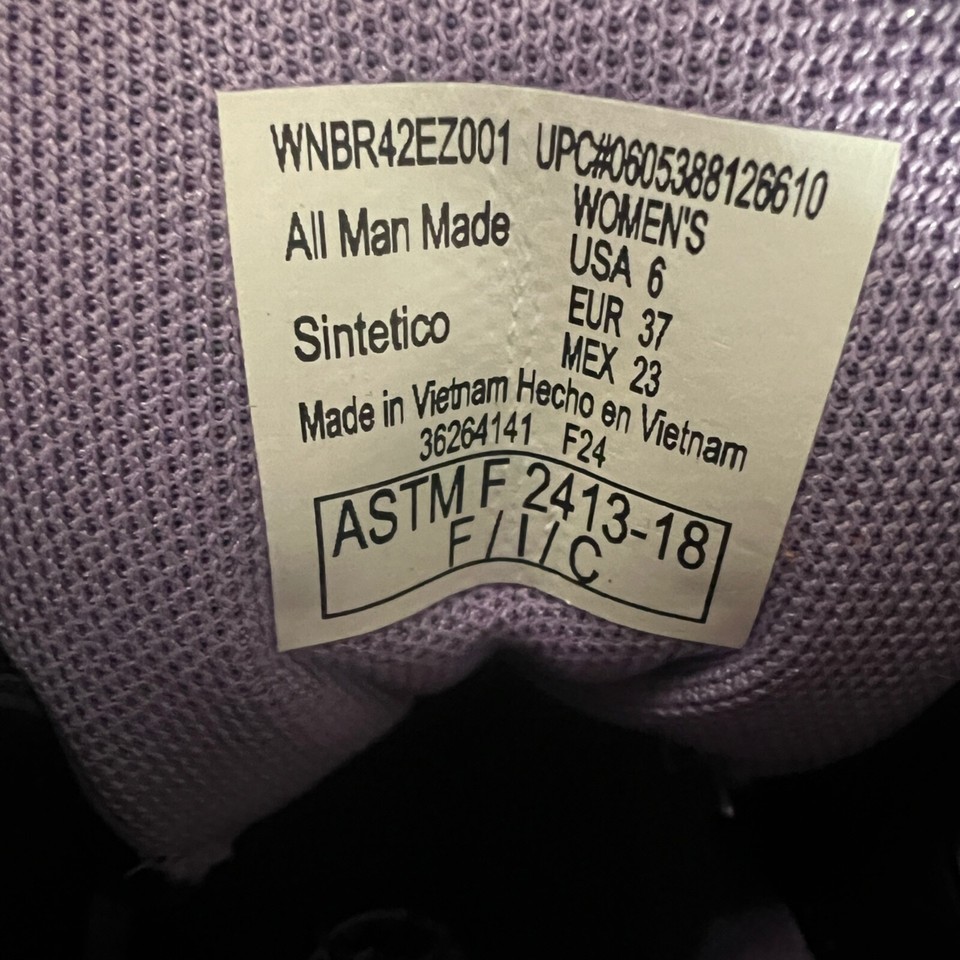 WNBR42EZ001 UPC#0605388126610
All Man Made
WOMEN'S
USA 6
Sintetico
EUR 37
MEX 23
Made in Vietnam Hecho en Vietnam
36264141 F24
ASTM F 2413-18
F / I / C